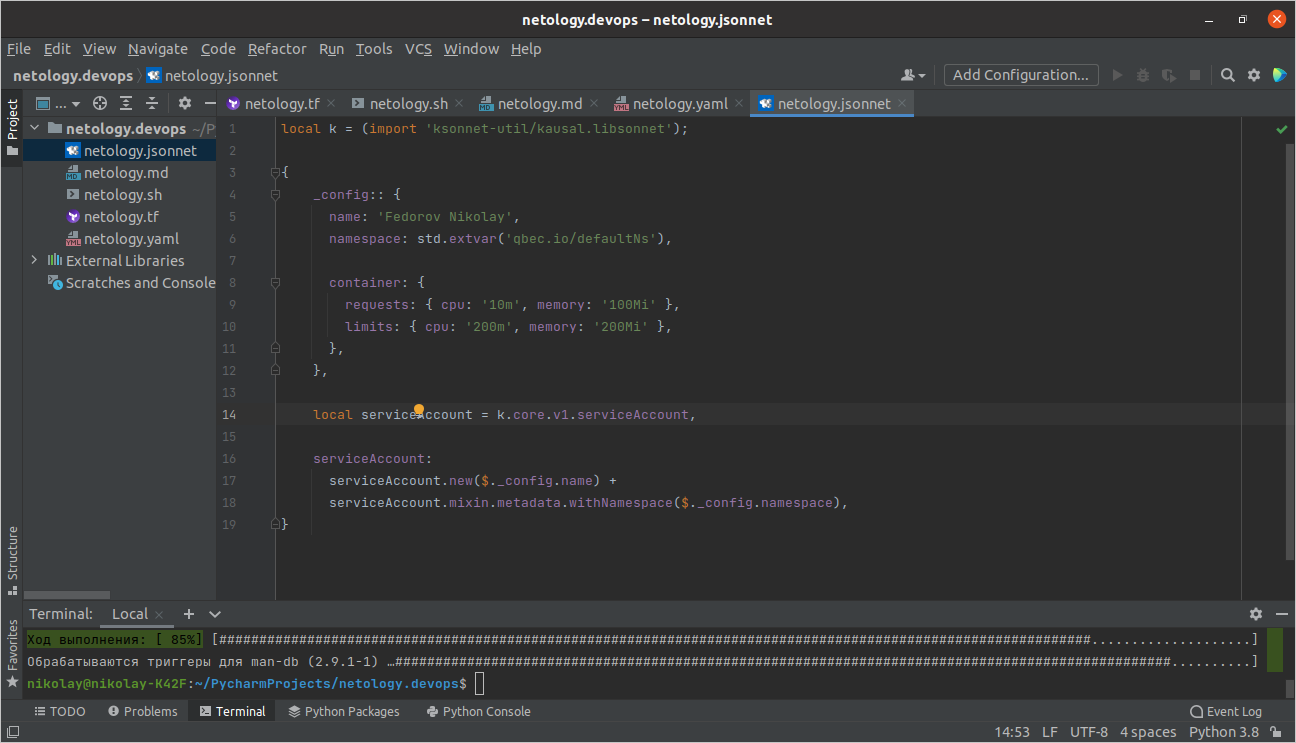 netology.devops – netology.jsonnet
File Edit View Navigate Code Refactor Run Tools VCS Window Help
netology.devops netology.jsonnet Add Configuration...
Project
... netology.tf netology.sh netology.md netology.yaml netology.jsonnet
netology.devops ~/P
netology.jsonnet
netology.md
netology.sh
netology.tf
netology.yaml
External Libraries
Scratches and Console
1 local k = (import 'ksonnet-util/kausal.libsonnet');
2
3 {
4 _config:: {
5 name: 'Fedorov Nikolay',
6 namespace: std.extvar('qbec.io/defaultNs'),
7
8 container: {
9 requests: { cpu: '10m', memory: '100Mi' },
10 limits: { cpu: '200m', memory: '200Mi' },
11 },
12 },
13
14 local serviceAccount = k.core.v1.serviceAccount,
15
16 serviceAccount:
17 serviceAccount.new($._config.name) +
18 serviceAccount.mixin.metadata.withNamespace($._config.namespace),
19 }
Structure
Favorites
Terminal: Local
Ход выполнения: [ 85%] [#############################################################################################################....................]
Обрабатываются триггеры для man-db (2.9.1-1) …#################################################################################################..........]
nikolay@nikolay-K42F:~/PycharmProjects/netology.devops$
TODO Problems Terminal Python Packages Python Console Event Log
14:53 LF UTF-8 4 spaces Python 3.8